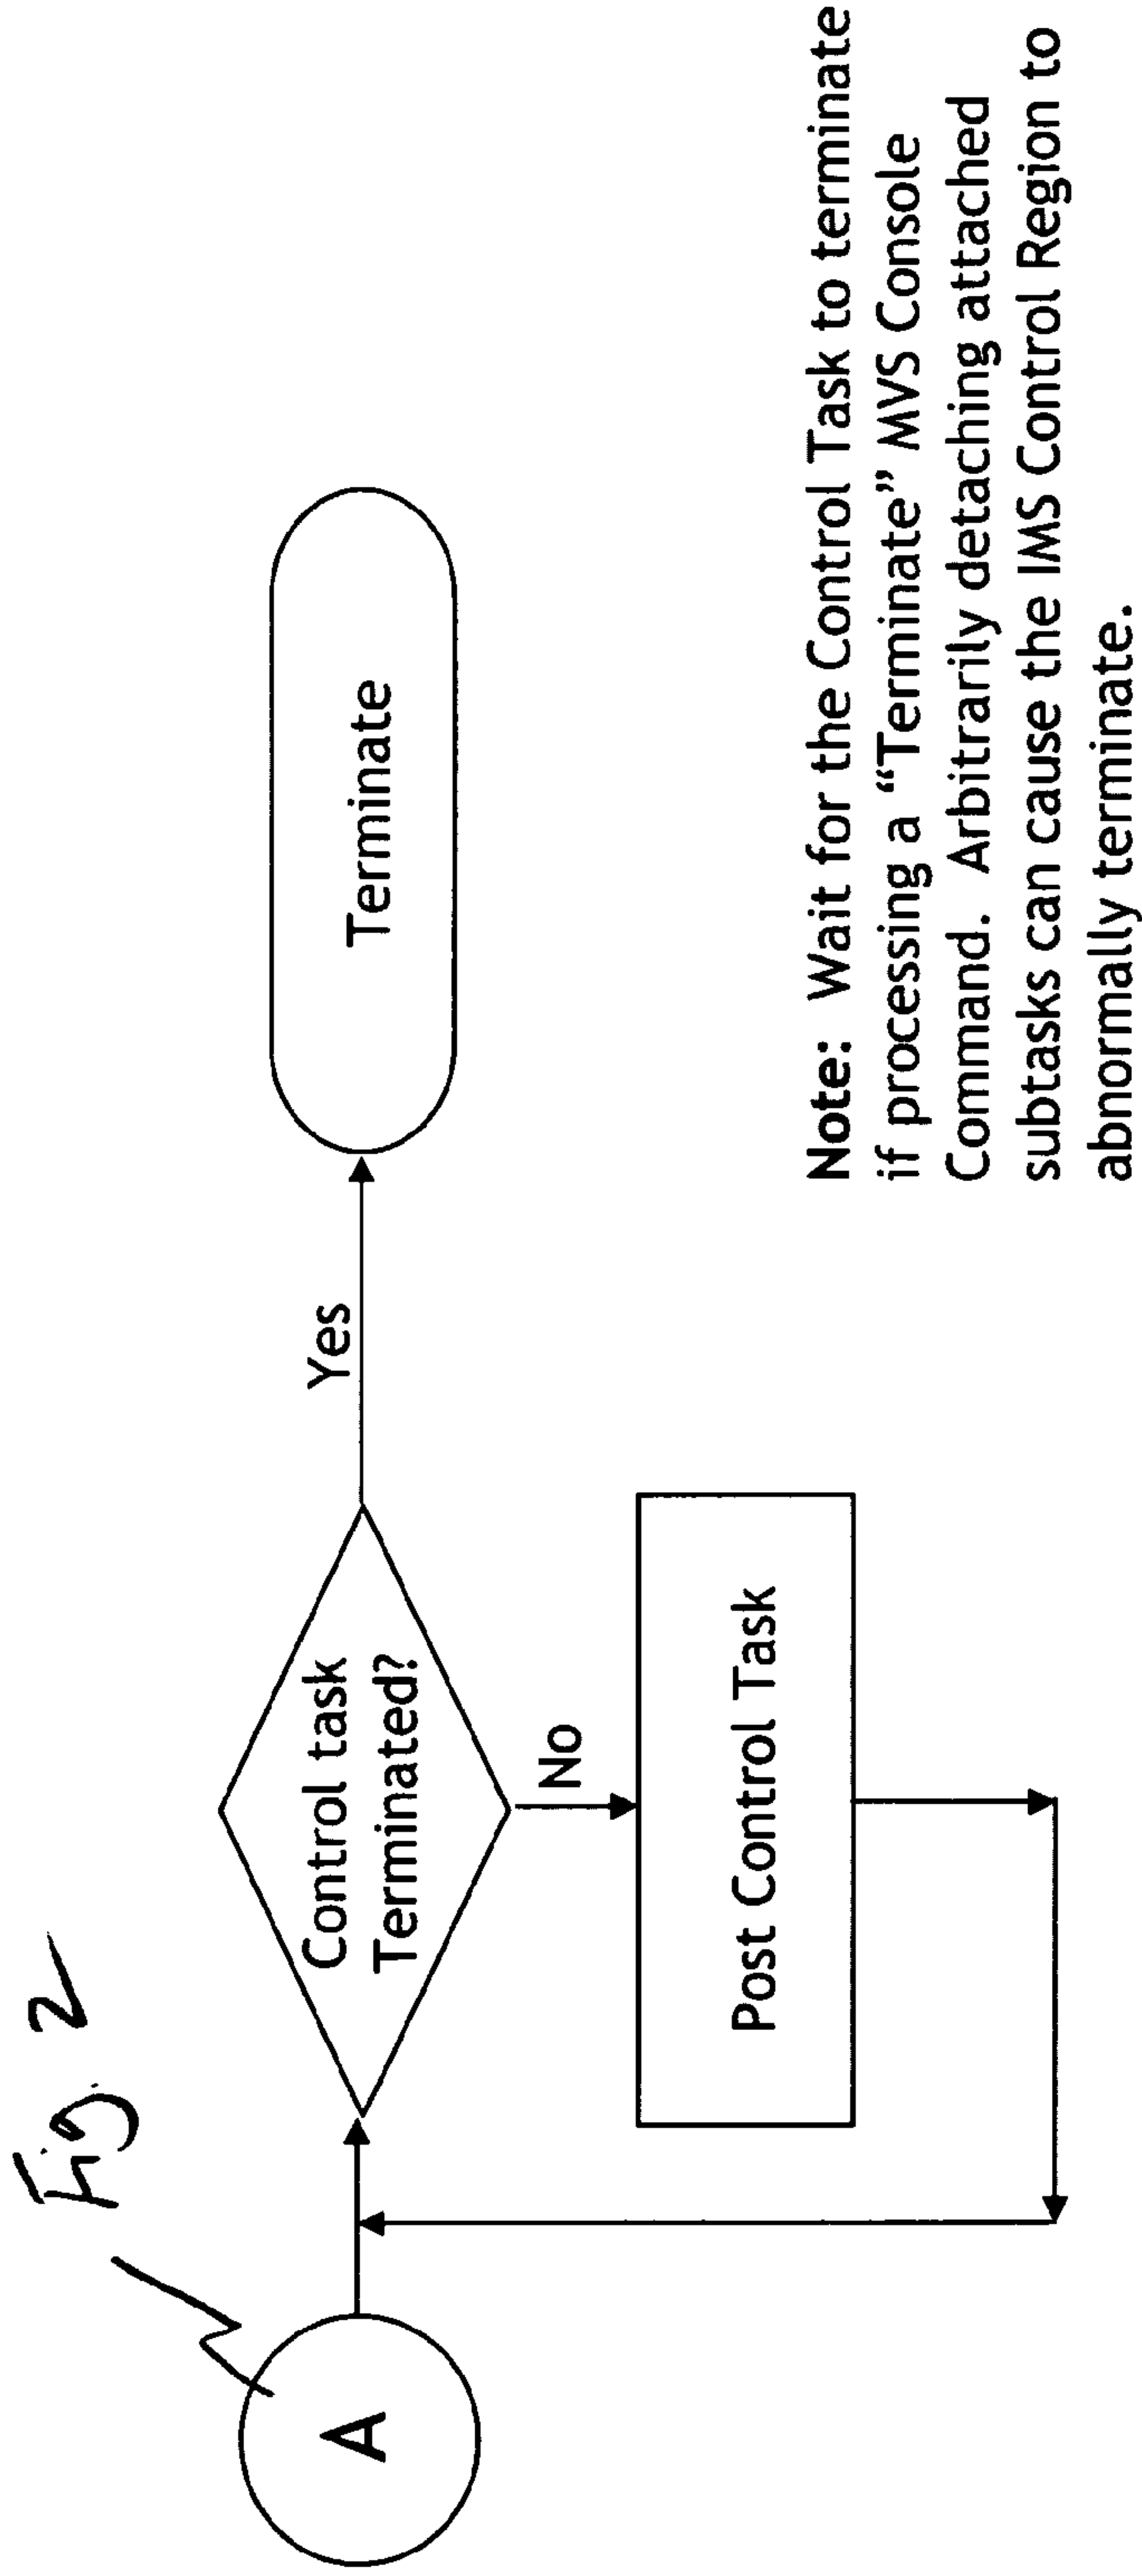 Fig. 2
A
Control task
Terminated?
Yes
Terminate
No
Post Control Task
Note: Wait for the Control Task to terminate
if processing a “Terminate” MVS Console
Command. Arbitrarily detaching attached
subtasks can cause the IMS Control Region to
abnormally terminate.